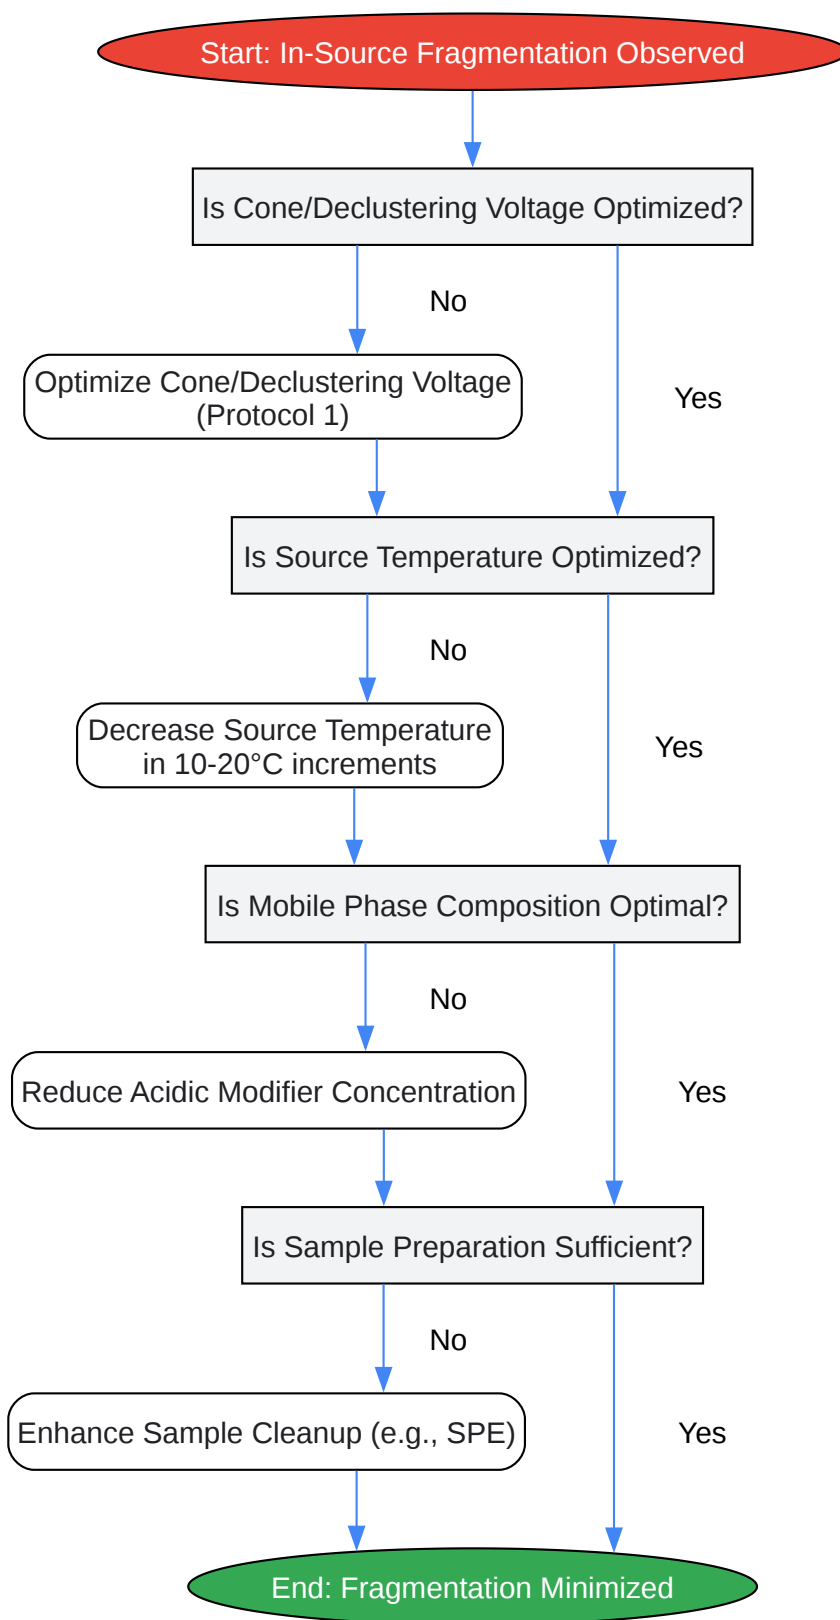 Start: In-Source Fragmentation Observed
Is Cone/Declustering Voltage Optimized?
No
Optimize Cone/Declustering Voltage
(Protocol 1)
Yes
Is Source Temperature Optimized?
No
Decrease Source Temperature
in 10-20°C increments
Yes
Is Mobile Phase Composition Optimal?
No
Reduce Acidic Modifier Concentration
Yes
Is Sample Preparation Sufficient?
No
Enhance Sample Cleanup (e.g., SPE)
Yes
End: Fragmentation Minimized